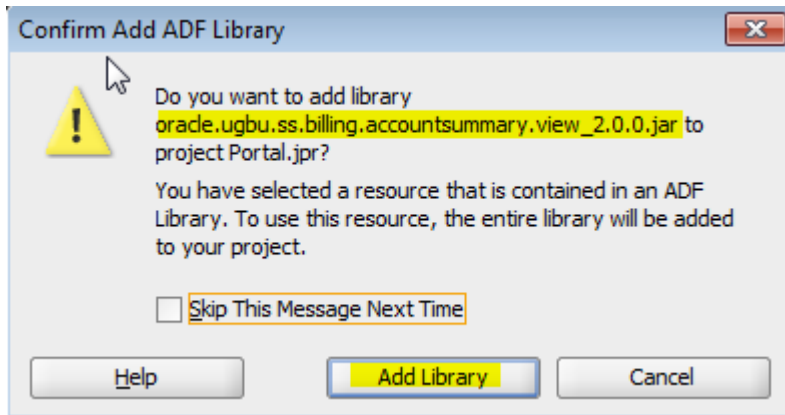 Confirm Add ADF Library
Do you want to add library
oracle.ugbu.ss.billing.accountsummary.view_2.0.0.jar to
project Portal.jpr?
You have selected a resource that is contained in an ADF
Library. To use this resource, the entire library will be added
to your project.
Skip This Message Next Time
Help Add Library Cancel